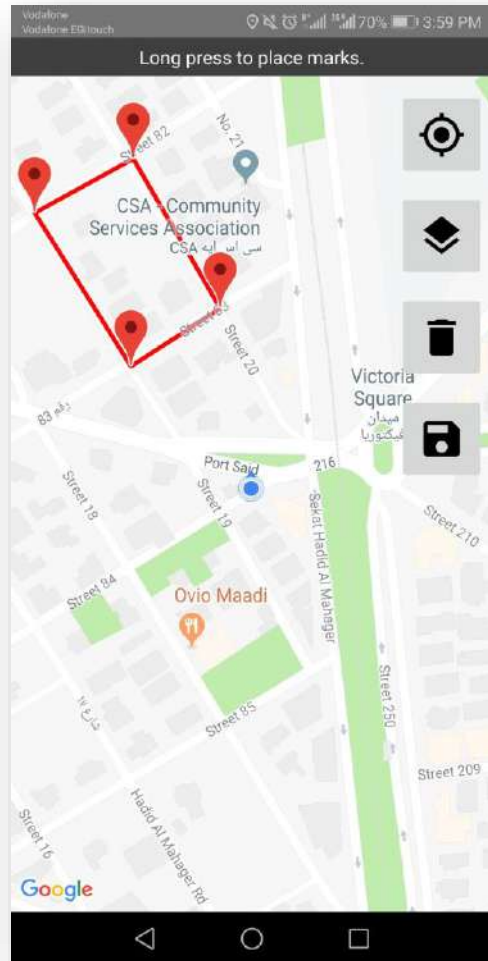 Vodafone
Vodafone EG|touch
70%
3:59 PM
Long press to place marks.
Street 82
No. 21
CSA - Community
Services Association
سي اس ايه CSA
Street 83
Street 20
Victoria
Square
ميدان
فيكتوريا
83 رقم
Port Said
216
Street 18
Street 19
Sekat Hadid Al Mahager
Street 210
Street 84
Ovio Maadi
شارع ١٧
Street 85
Street 250
Street 209
Hadid Al Mahager Rd
Street 16
Google